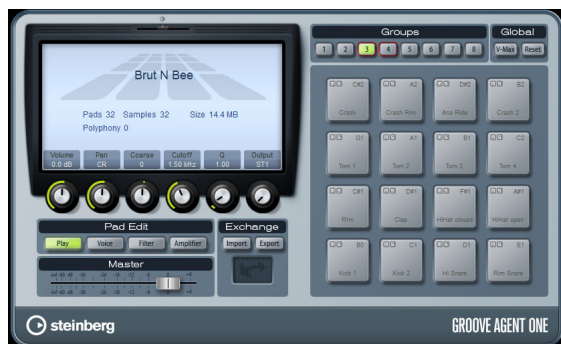 Brut N Bee
Pads 32 Samples 32 Size 14.4 MB
Polyphony 0
Volume Pan Coarse Cutoff Q Output
0.0 dB CR 0 1.50 kHz 1.00 ST1
Pad Edit
Play Voice Filter Amplifier
Master
Exchange
Import Export
Groups
1 2 3 4 5 6 7 8
Global
V-Max Reset
C#2 A2 D#2 B2
Crash Crash Rim Ana Ride Crash 2
G1 A1 B1 C2
Tom 1 Tom 2 Tom 3 Tom 4
C#1 D#1 F#1 A#1
Rim Clap HiHat closed HiHat open
B0 C1 D1 E1
Kick 1 Kick 2 Hi Snare Rim Snare
steinberg
GROOVE AGENT ONE